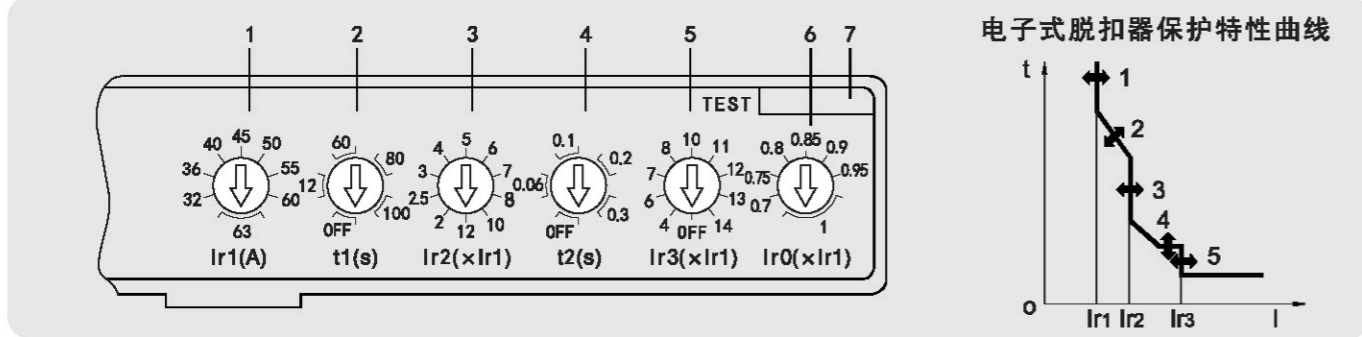 电子式脱扣器保护特性曲线
1 2 3 4 5 6 7
TEST
32 36 40 45 50 55 60 63
Ir1(A)
OFF 12 60 80 100
t1(s)
2 2.5 3 4 5 6 7 8 10 12
Ir2(×Ir1)
OFF 0.06 0.1 0.2 0.3
t2(s)
4 6 7 8 10 11 12 13 14 OFF
Ir3(×Ir1)
0.7 0.75 0.8 0.85 0.9 0.95 1
Ir0(×Ir1)
t
1
2
3
4
5
o
Ir1 Ir2 Ir3 I